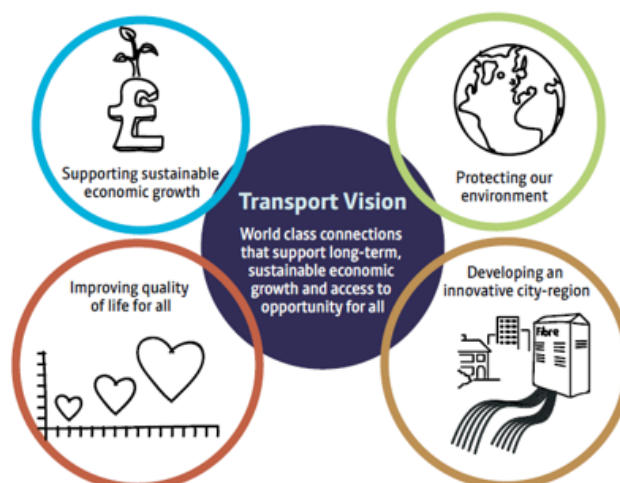 Supporting sustainable
economic growth
Protecting our
environment
Transport Vision
World class connections
that support long-term,
sustainable economic
growth and access to
opportunity for all
Improving quality
of life for all
Developing an
innovative city-region
Fibre